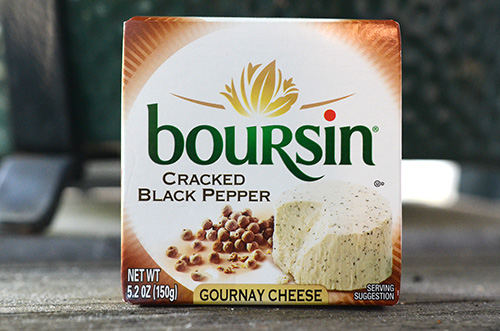 boursin®
CRACKED
BLACK PEPPER
NET WT
5.2 OZ (150g)
GOURNAY CHEESE
SERVING
SUGGESTION